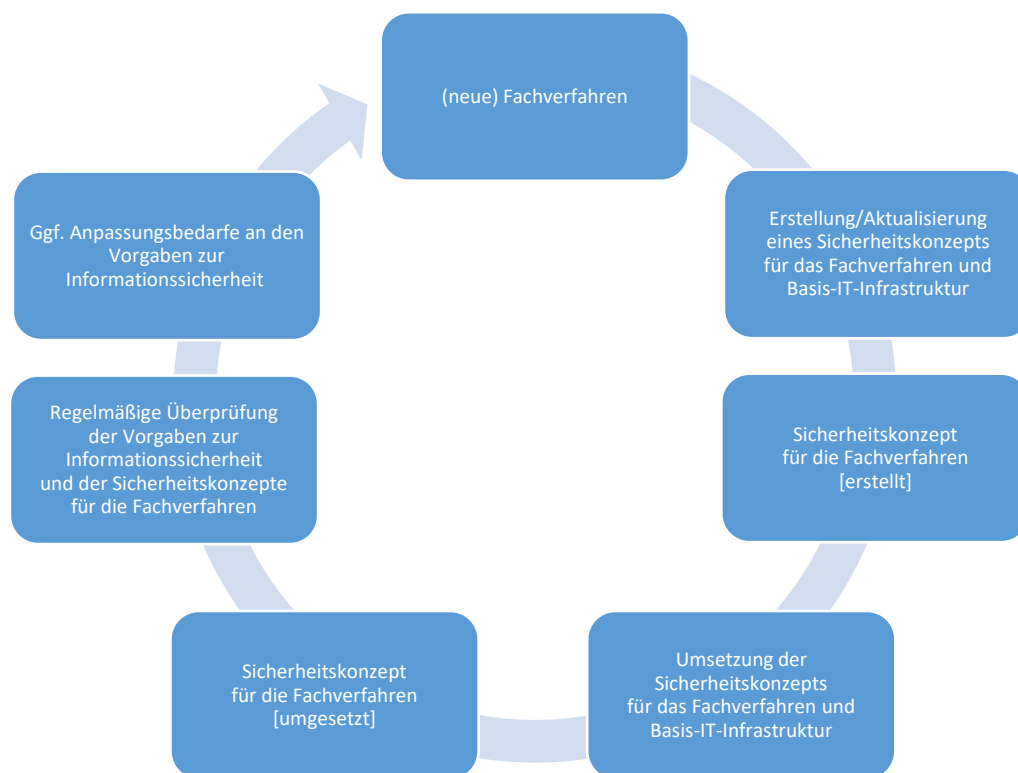 (neue) Fachverfahren
Erstellung/Aktualisierung
eines Sicherheitskonzepts
für das Fachverfahren und
Basis-IT-Infrastruktur
Sicherheitskonzept
für die Fachverfahren
[erstellt]
Umsetzung der
Sicherheitskonzepts
für das Fachverfahren und
Basis-IT-Infrastruktur
Sicherheitskonzept
für die Fachverfahren
[umgesetzt]
Regelmäßige Überprüfung
der Vorgaben zur
Informationssicherheit
und der Sicherheitskonzepte
für die Fachverfahren
Ggf. Anpassungsbedarfe an den
Vorgaben zur
Informationssicherheit